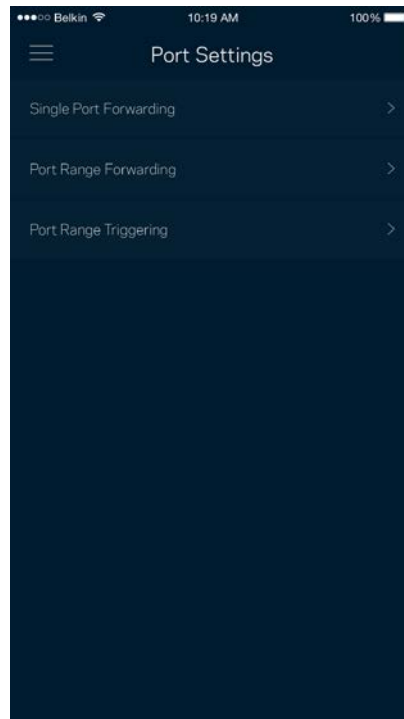 Belkin 10:19 AM 100%
Port Settings
Single Port Forwarding
Port Range Forwarding
Port Range Triggering